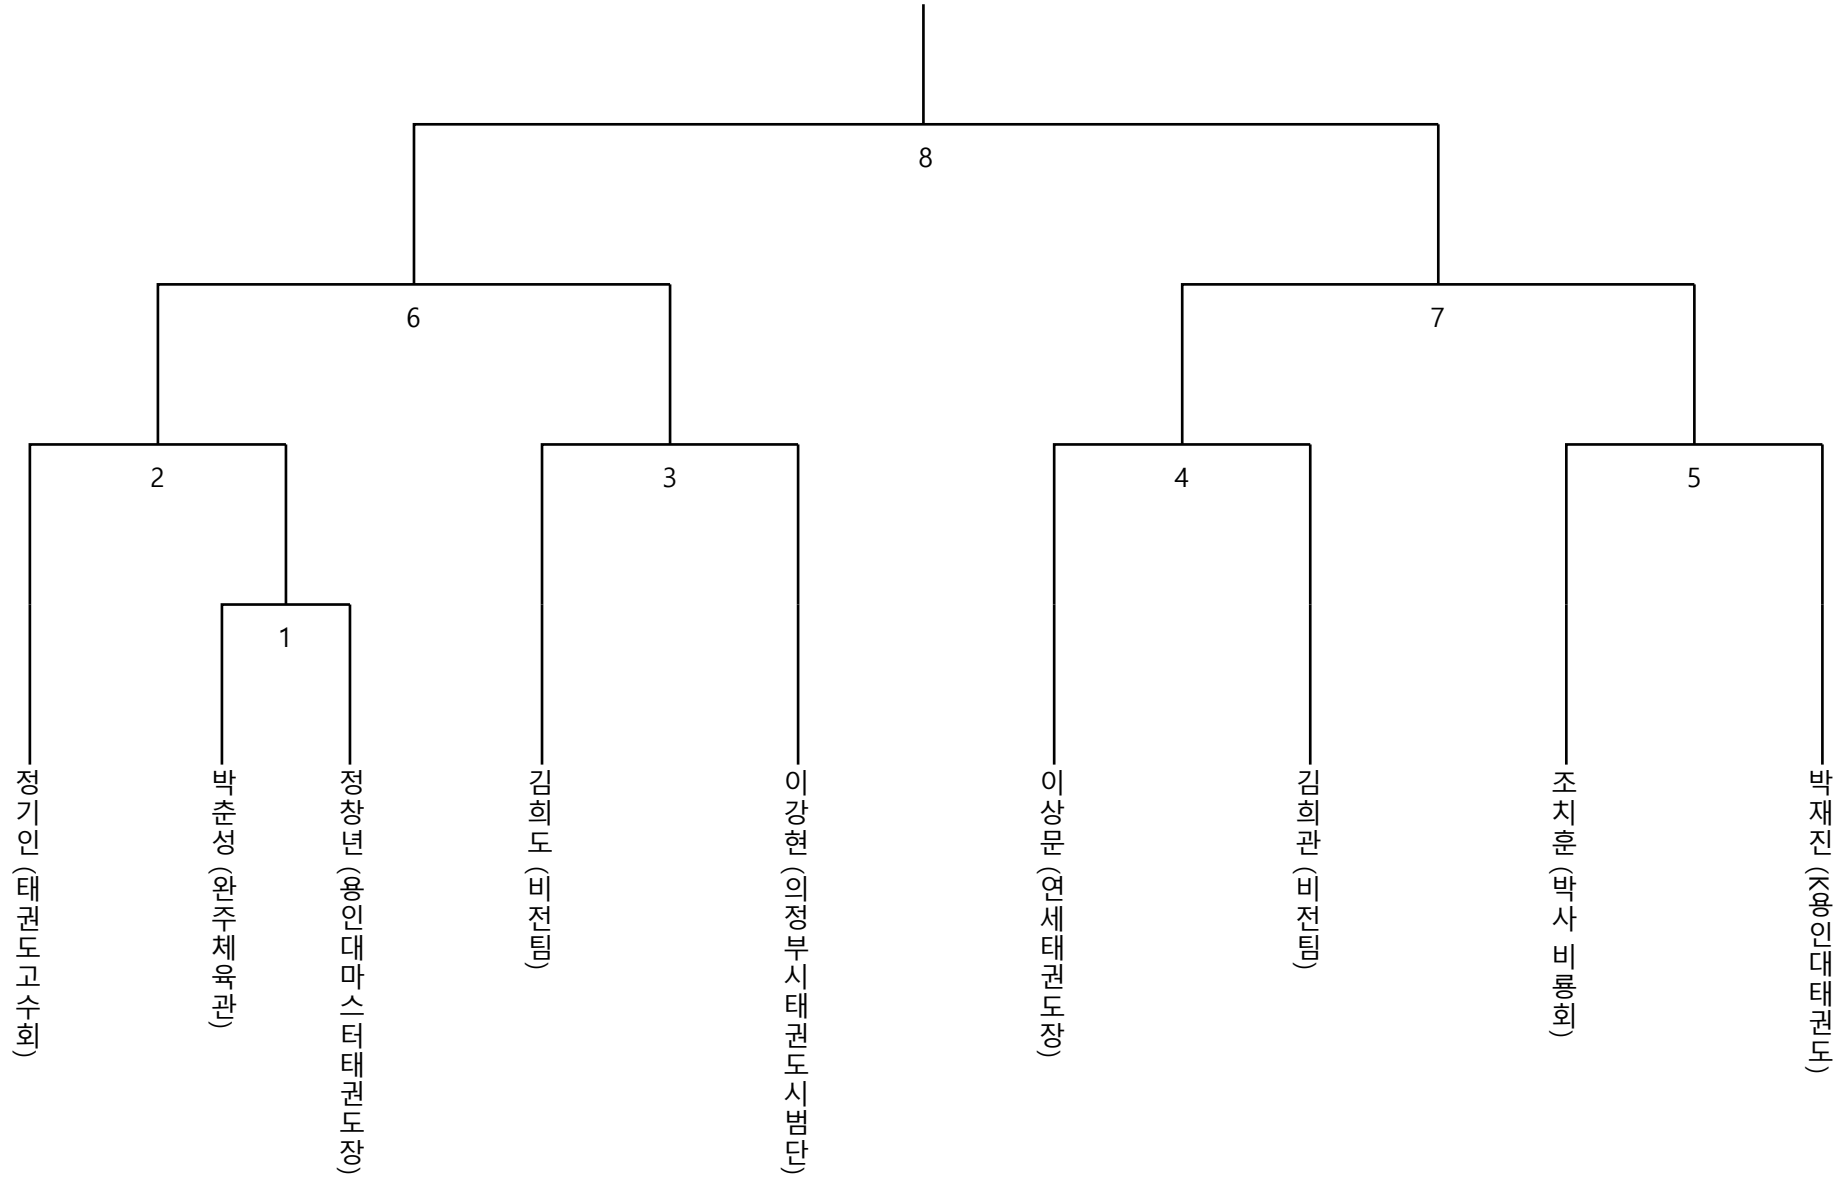 8
6
7
2
3
4
5
1
정기인 (태권도고수회)
박춘성 (완주체육관)
정창년 (용인대마스터태권도장)
김희도 (비전팀)
이강현 (의정부시태권도시범단)
이상문 (연세태권도장)
김희관 (비전팀)
조치훈 (박사 비룡회)
박재진 (K용인대태권도)